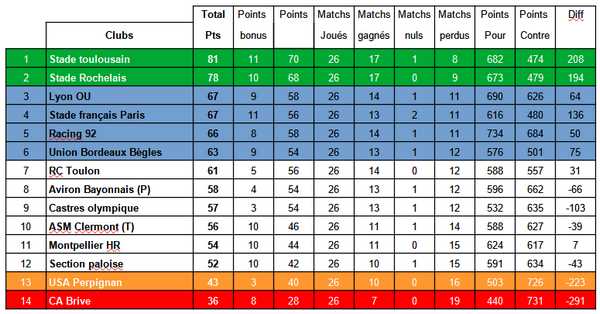 Total Points Points Matchs Matchs Matchs Matchs Points Points Diff
Clubs Pts bonus Joués gagnés nuls perdus Pour Contre
1 Stade toulousain 81 11 70 26 17 1 8 682 474 208
2 Stade Rochelais 78 10 68 26 17 0 9 673 479 194
3 Lyon OU 67 9 58 26 14 1 11 690 626 64
4 Stade français Paris 67 11 56 26 13 2 11 616 480 136
5 Racing 92 66 8 58 26 14 1 11 734 684 50
6 Union Bordeaux Bègles 63 9 54 26 13 1 12 576 501 75
7 RC Toulon 61 5 56 26 14 0 12 588 557 31
8 Aviron Bayonnais (P) 58 4 54 26 13 1 12 596 662 -66
9 Castres olympique 57 3 54 26 13 1 12 532 635 -103
10 ASM Clermont (T) 56 10 46 26 11 1 14 588 627 -39
11 Montpellier HR 54 10 44 26 11 0 15 624 617 7
12 Section paloise 52 10 42 26 10 1 15 591 634 -43
13 USA Perpignan 43 3 40 26 10 0 16 503 726 -223
14 CA Brive 36 8 28 26 7 0 19 440 731 -291